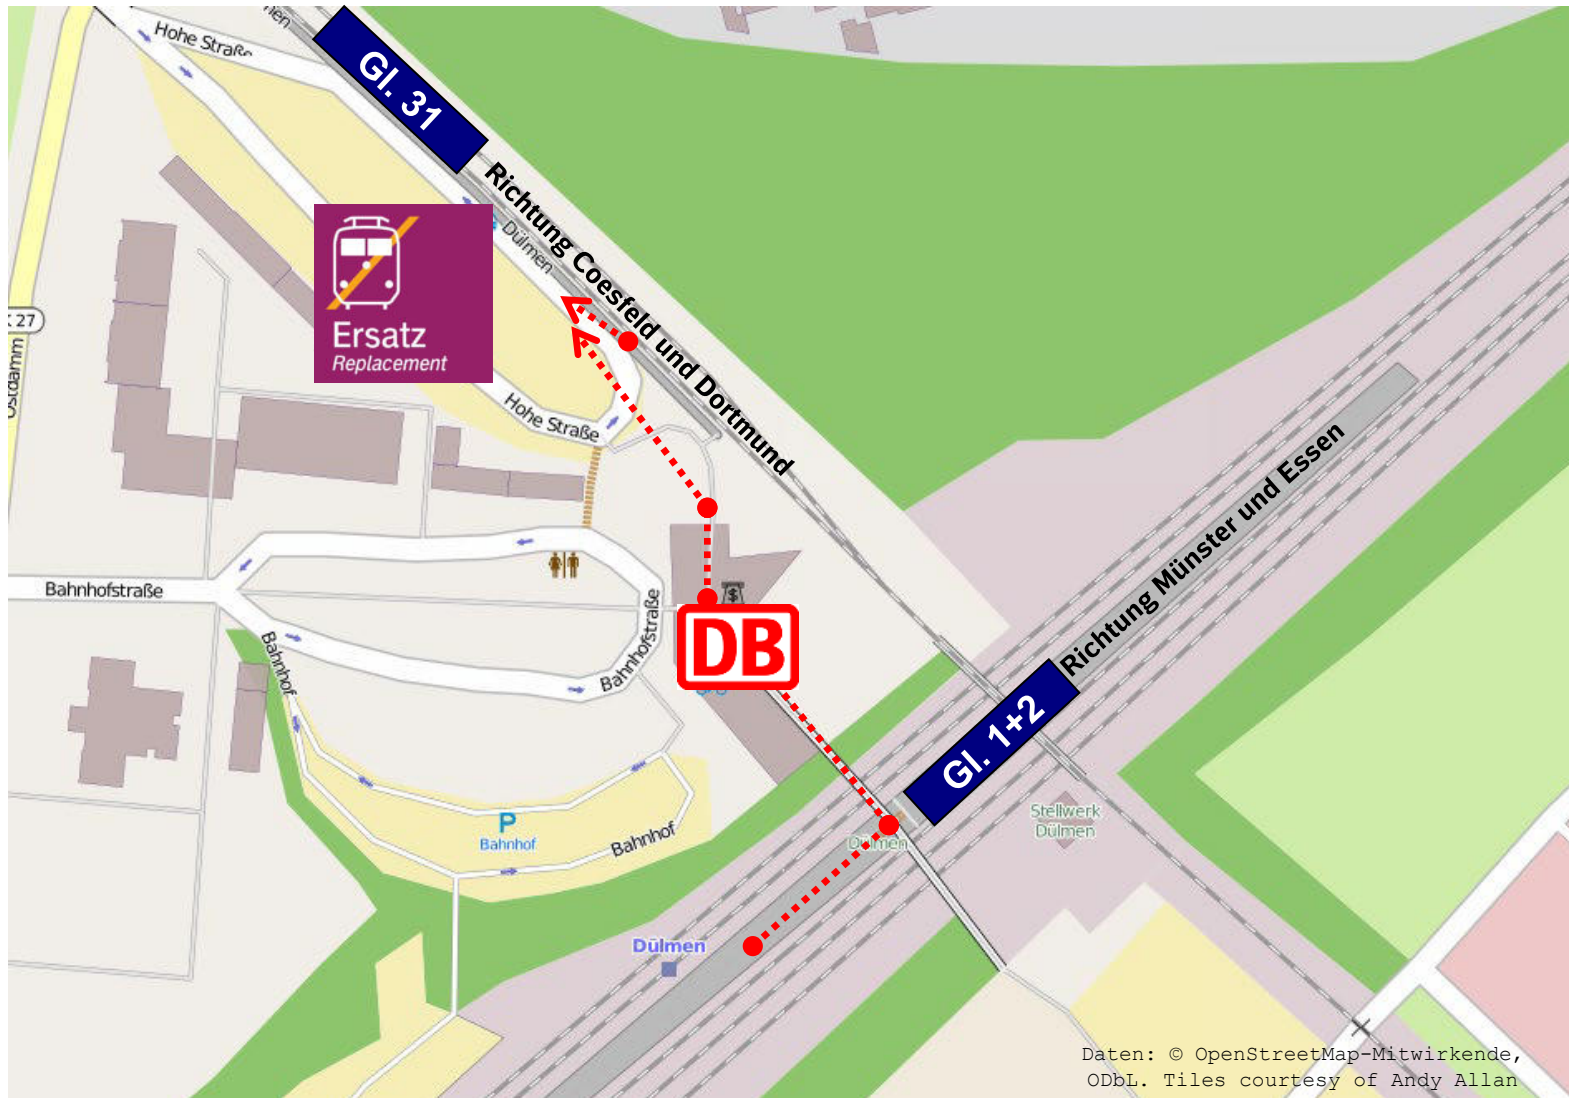 Hohe Straße
Gl. 31
Richtung Coesfeld und Dortmund
Dülmen
Ersatz
Replacement
27
Ostdamm
Hohe Straße
Richtung Münster und Essen
Bahnhofstraße
Bahnhofstraße
Bahnhofstraße
$
DB
Bahnhof
Gl. 1+2
Stellwerk
Dülmen
P
Bahnhof
Bahnhof
Dülmen
Dülmen
Daten: © OpenStreetMap-Mitwirkende,
ODbL. Tiles courtesy of Andy Allan